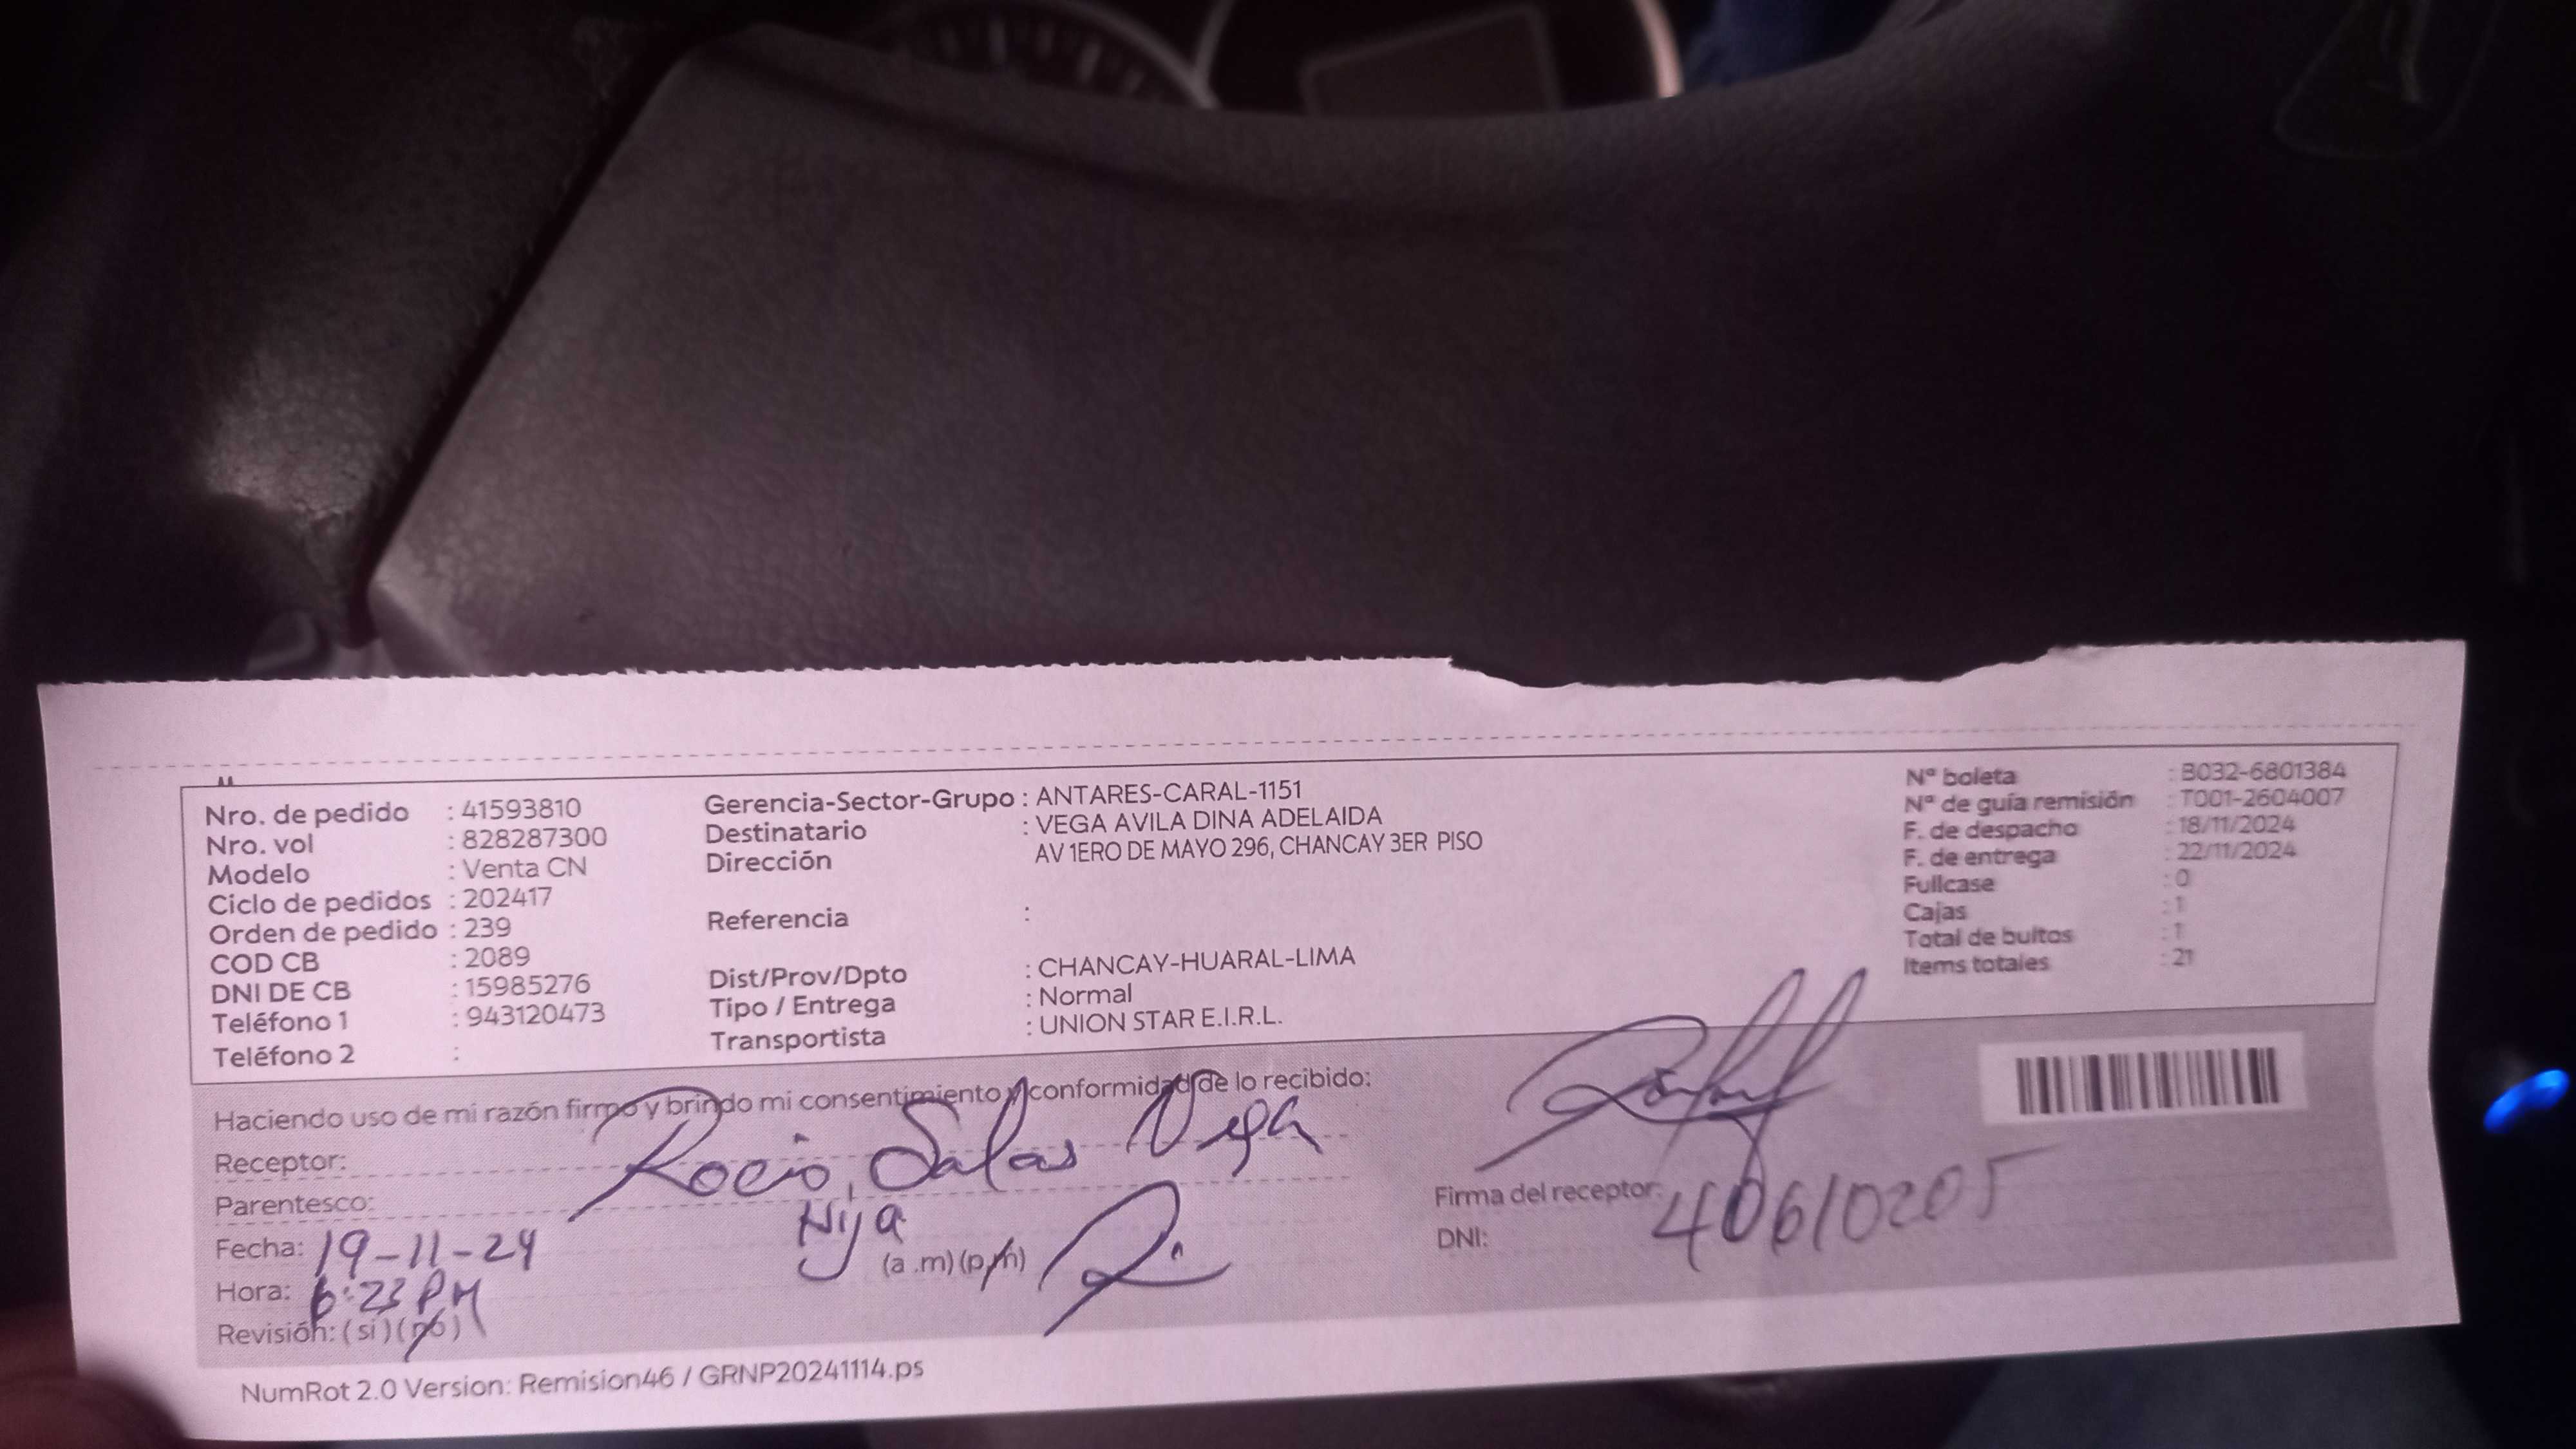 Nro. de pedido : 41593810
Nro. vol : 828287300
Modelo : Venta CN
Ciclo de pedidos : 202417
Orden de pedido : 239
COD CB : 2089
DNI DE CB : 15985276
Teléfono 1 : 943120473
Teléfono 2 :
Gerencia-Sector-Grupo : ANTARES-CARAL-1151
Destinatario : VEGA AVILA DINA ADELAIDA
Dirección AV 1ERO DE MAYO 296, CHANCAY 3ER PISO
Referencia :
Dist/Prov/Dpto : CHANCAY-HUARAL-LIMA
Tipo / Entrega : Normal
Transportista : UNION STAR E.I.R.L.
Nº boleta : B032-6801384
Nº de guía remisión : T001-2604007
F. de despacho : 18/11/2024
F. de entrega : 22/11/2024
Fullcase : 0
Cajas : 1
Total de bultos : 1
Items totales : 21
Haciendo uso de mi razón firmo y brindo mi consentimiento y conformidad de lo recibido:
Receptor: Rocio Salas Vega
Parentesco: Hija
Fecha: 19-11-24 (a .m) (p.m)
Hora: 6:23 PM
Revisión: ( si ) ( no )
Firma del receptor:
DNI: 40610205
NumRot 2.0 Version: Remision46 / GRNP20241114.ps